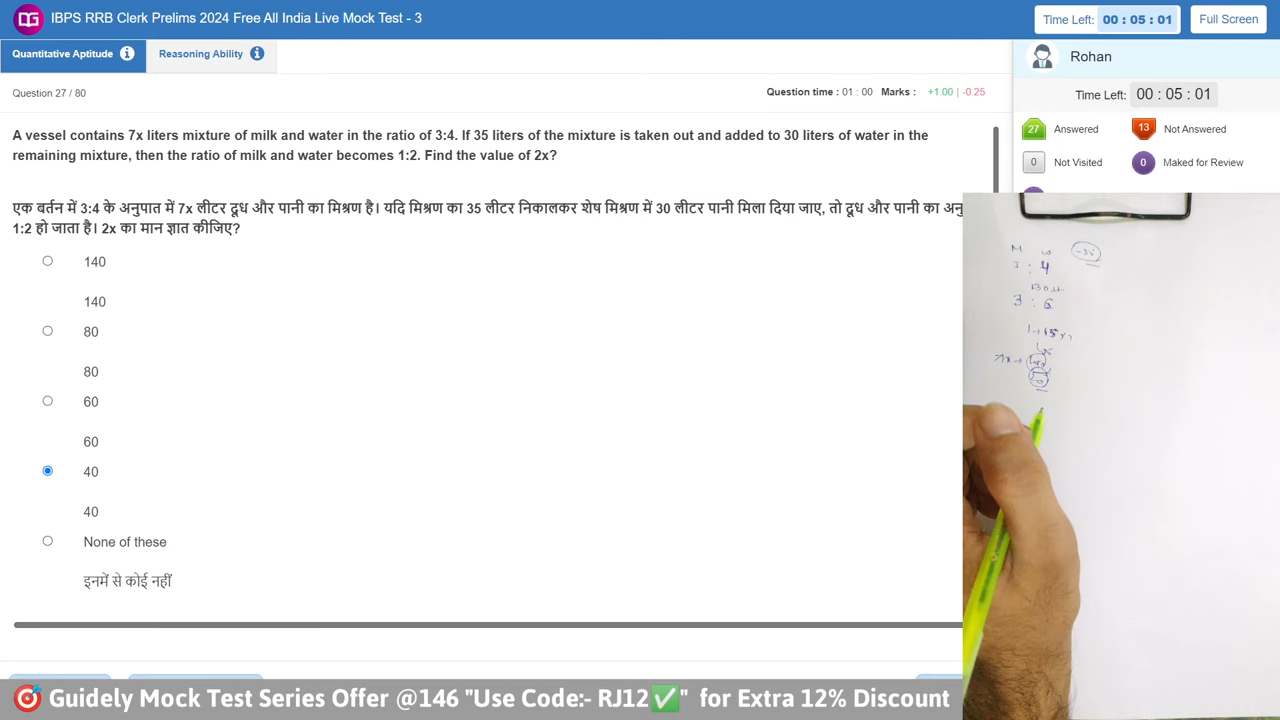 DG IBPS RRB Clerk Prelims 2024 Free All India Live Mock Test - 3
Time Left: 00 : 05 : 01
Full Screen
Quantitative Aptitude i
Reasoning Ability i
Rohan
Question 27 / 80
Question time : 01 : 00 Marks : +1.00 | -0.25
Time Left: 00 : 05 : 01
27 Answered
13 Not Answered
0 Not Visited
0 Maked for Review
A vessel contains 7x liters mixture of milk and water in the ratio of 3:4. If 35 liters of the mixture is taken out and added to 30 liters of water in the
remaining mixture, then the ratio of milk and water becomes 1:2. Find the value of 2x?
एक बर्तन में 3:4 के अनुपात में 7x लीटर दूध और पानी का मिश्रण है। यदि मिश्रण का 35 लीटर निकालकर शेष मिश्रण में 30 लीटर पानी मिला दिया जाए, तो दूध और पानी का अनु
1:2 हो जाता है। 2x का मान ज्ञात कीजिए?
140
140
80
80
60
60
40
40
None of these
इनमें से कोई नहीं
M W
3 : 4
3 : 6
🎯 Guidely Mock Test Series Offer @146 "Use Code:- RJ12✅" for Extra 12% Discount